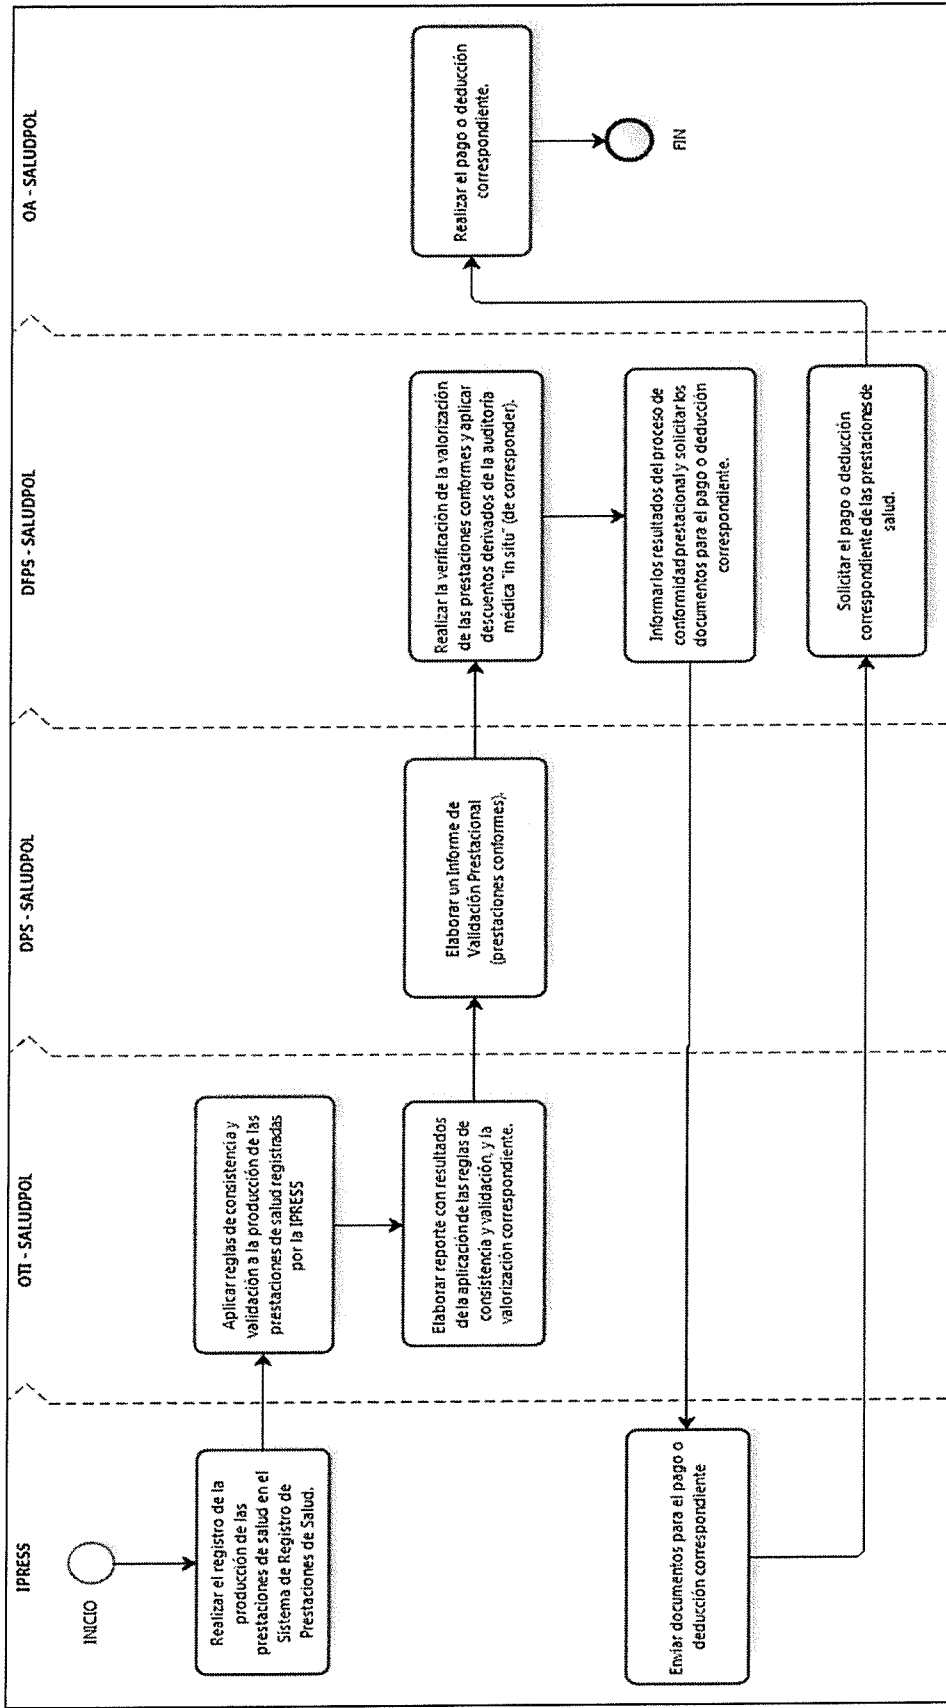 IPRESS
OTI - SALUDPOL
DPS - SALUDPOL
DFPS - SALUDPOL
OA - SALUDPOL
INICIO
Realizar el registro de la
producción de las
prestaciones de salud en el
Sistema de Registro de
Prestaciones de Salud.
Aplicar reglas de consistencia y
validación a la producción de las
prestaciones de salud registradas
por la IPRESS
Elaborar reporte con resultados
dela aplicación de las reglas de
consistencia y validación, y la
valorización correspondiente.
Elaborar un Informe de
Validación Prestacional
(prestaciones conformes).
Realizar la verificación de la valorización
de las prestaciones conformes y aplicar
descuentos derivados de la auditoría
médica "in situ" (de corresponder).
Informar los resultados del proceso de
conformidad prestacional y solicitar los
documentos para el pago o deducción
correspondiente.
Enviar documentos para el pago o
deducción correspondiente
Solicitar el pago o deducción
correspondiente de las prestaciones de
salud.
Realizar el pago o deducción
correspondiente.
FIN